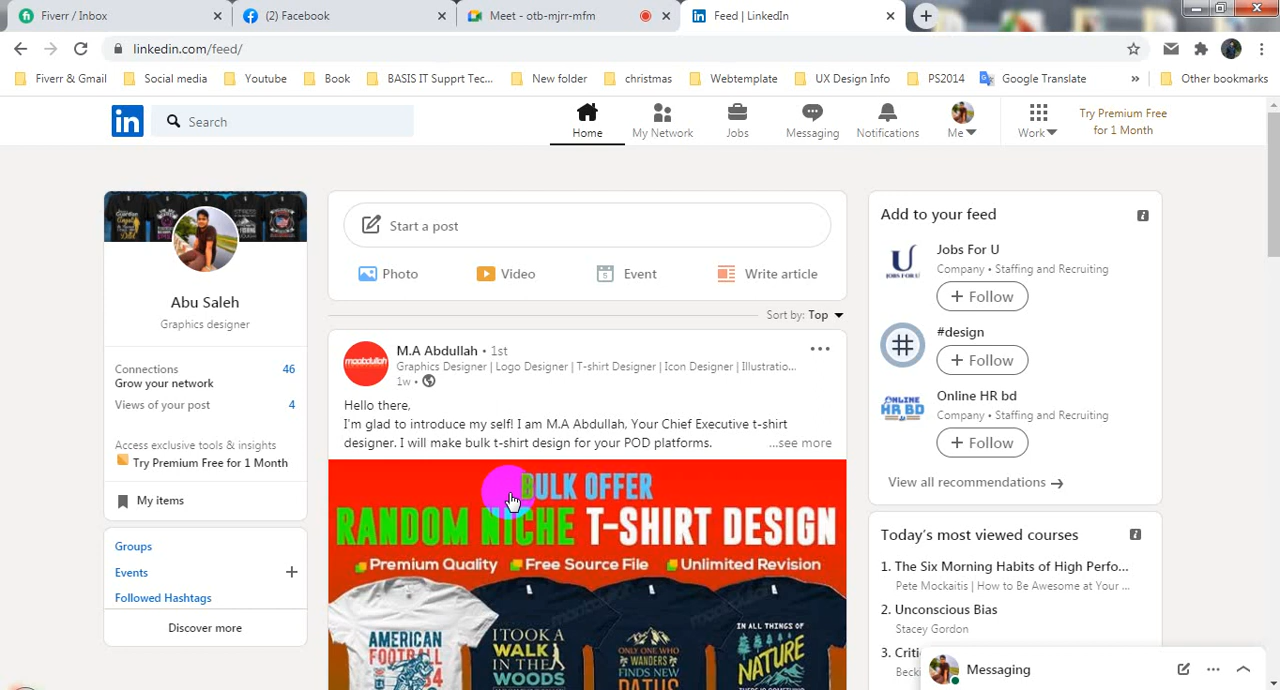 Fiverr / Inbox
(2) Facebook
Meet - otb-mjrr-mfm
Feed | LinkedIn
linkedin.com/feed/
Fiverr & Gmail
Social media
Youtube
Book
BASIS IT Supprt Tec...
New folder
christmas
Webtemplate
UX Design Info
PS2014
Google Translate
Other bookmarks
in
Search
Home
My Network
Jobs
Messaging
Notifications
Me
Work
Try Premium Free
for 1 Month
Abu Saleh
Graphics designer
Connections 46
Grow your network
Views of your post 4
Access exclusive tools & insights
Try Premium Free for 1 Month
My items
Groups
Events
Followed Hashtags
Discover more
Start a post
Photo
Video
Event
Write article
Sort by: Top
M.A Abdullah • 1st
Graphics Designer | Logo Designer | T-shirt Designer | Icon Designer | Illustratio...
1w •
Hello there,
I'm glad to introduce my self! I am M.A Abdullah, Your Chief Executive t-shirt
designer. I will make bulk t-shirt design for your POD platforms. ...see more
BULK OFFER
RANDOM NICHE T-SHIRT DESIGN
Premium Quality Free Source File Unlimited Revision
AMERICAN
FOOTBALL
84
I TOOK A
WALK
IN THE
WOODS
ONLY ONE WHO
WANDERS
FINDS NEW
IN ALL THINGS OF
NATURE
Add to your feed
Jobs For U
Company • Staffing and Recruiting
+ Follow
#design
+ Follow
Online HR bd
Company • Staffing and Recruiting
+ Follow
View all recommendations →
Today's most viewed courses
1. The Six Morning Habits of High Perfo...
Pete Mockaitis | How to Be Awesome at Your ...
2. Unconscious Bias
Stacey Gordon
3.
Messaging